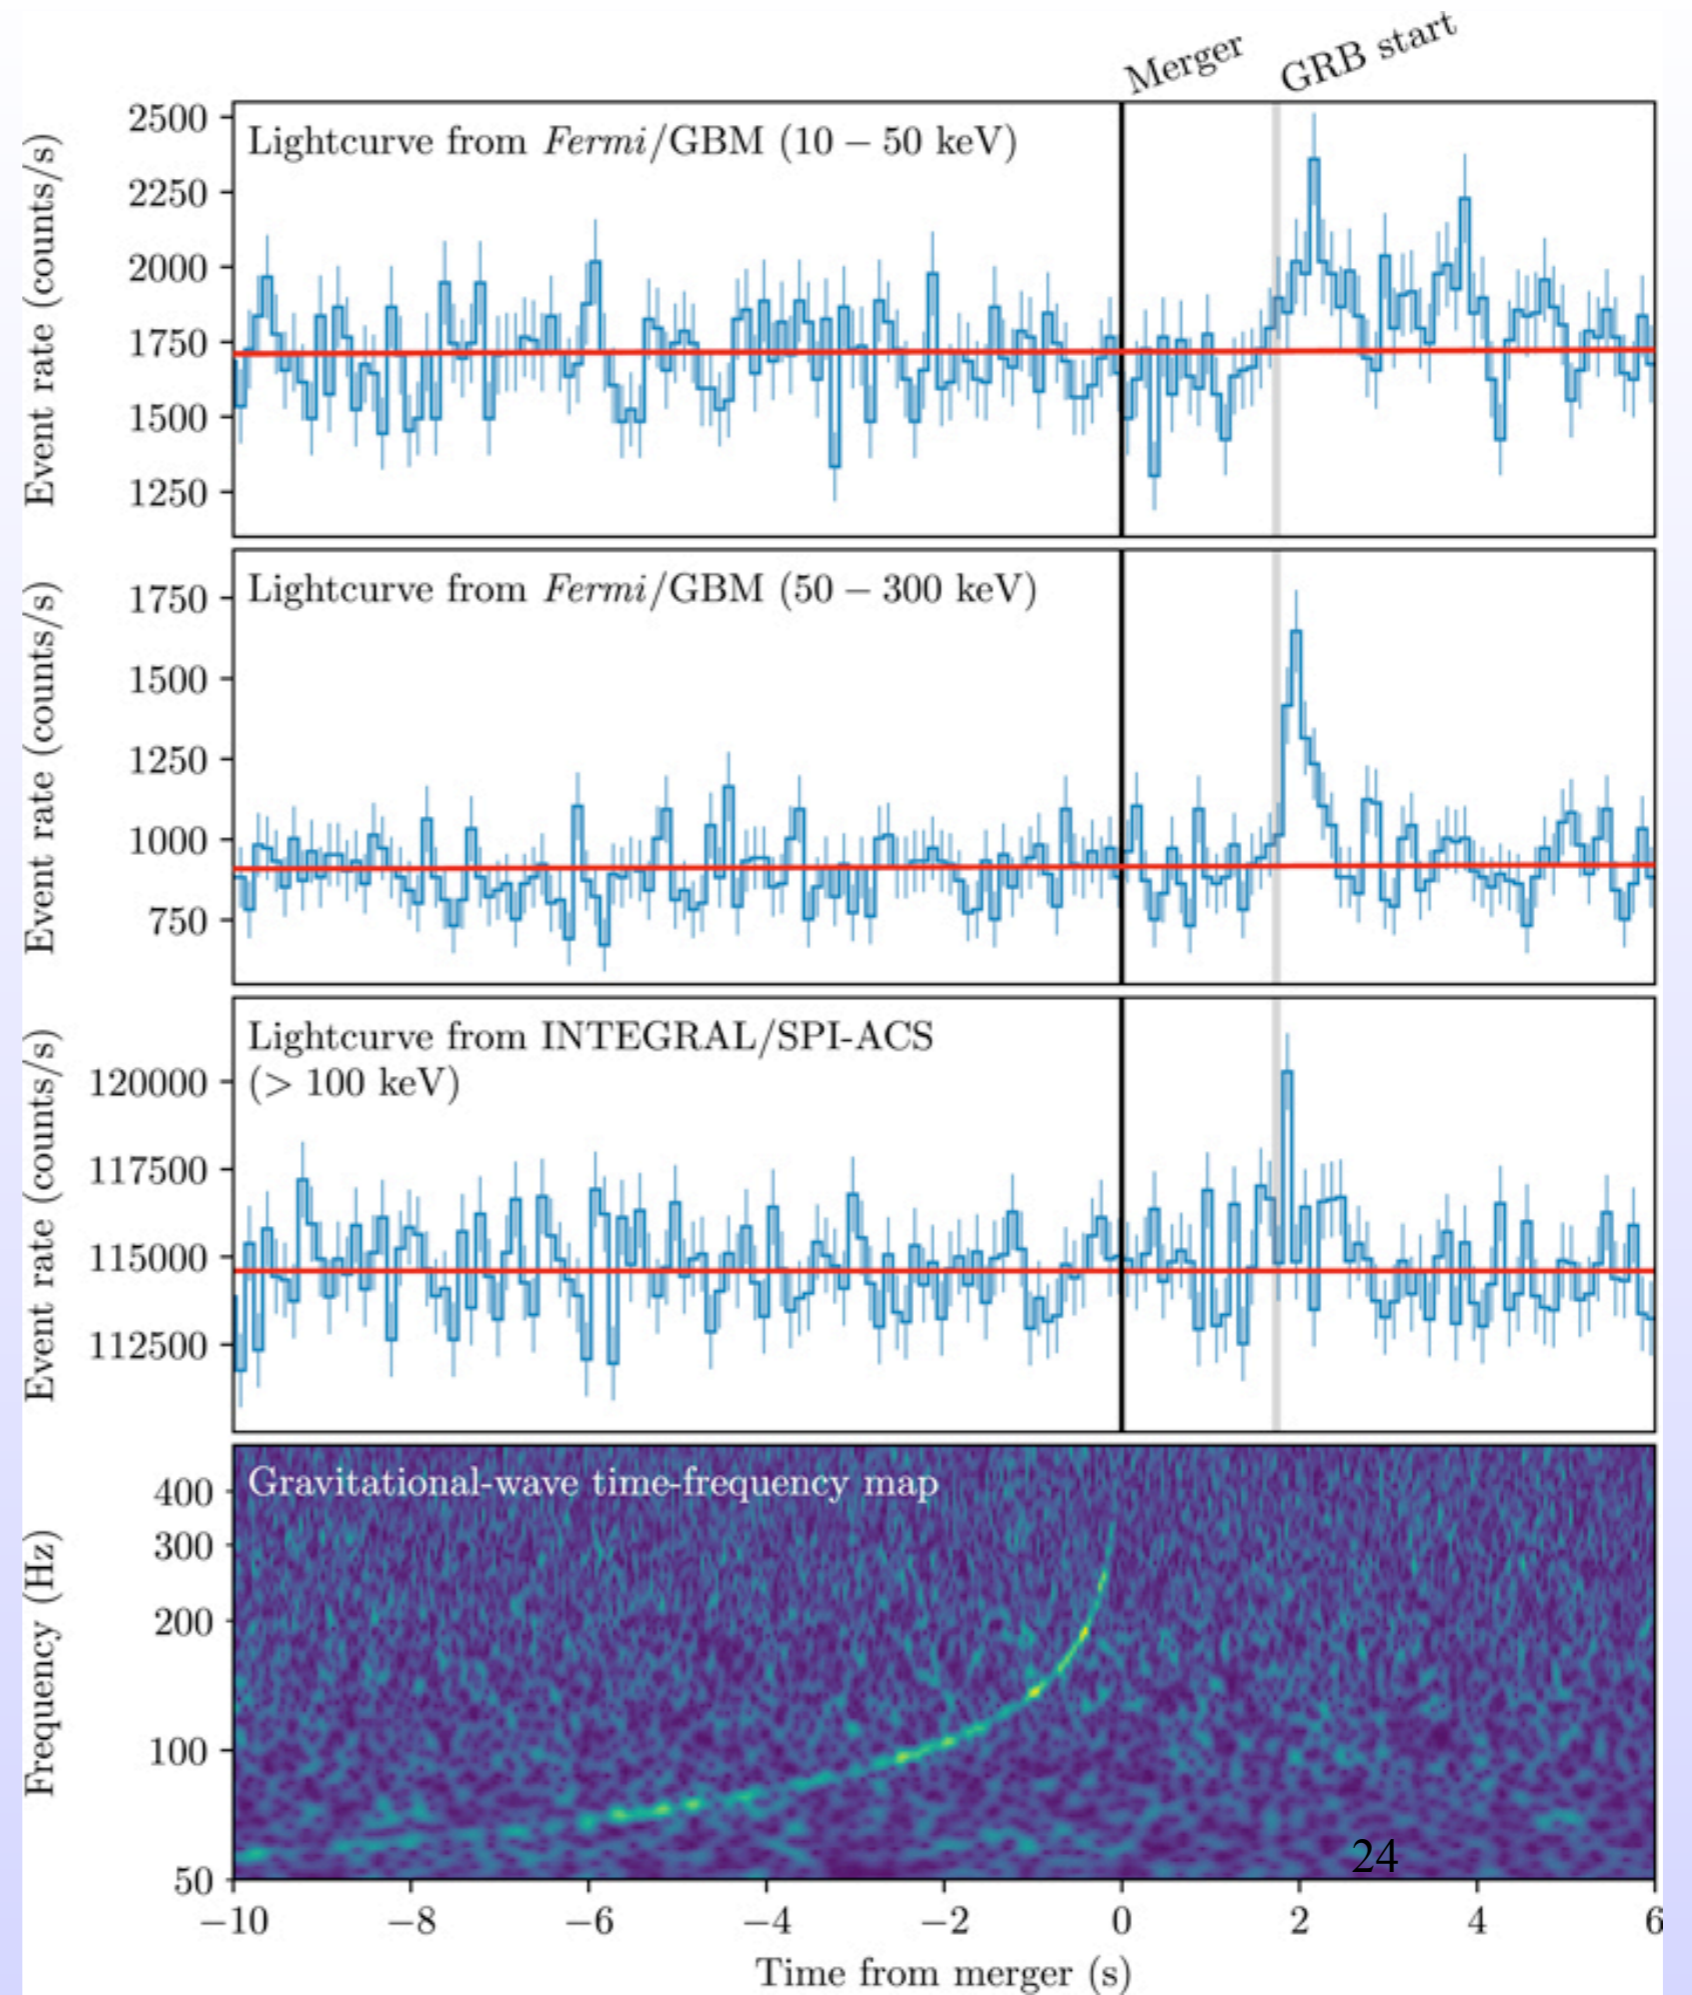 Merger GRB start
Lightcurve from Fermi/GBM (10 – 50 keV)
Event rate (counts/s)
2500
2250
2000
1750
1500
1250
Lightcurve from Fermi/GBM (50 – 300 keV)
Event rate (counts/s)
1750
1500
1250
1000
750
Lightcurve from INTEGRAL/SPI-ACS
(> 100 keV)
Event rate (counts/s)
120000
117500
115000
112500
Gravitational-wave time-frequency map
Frequency (Hz)
400
300
200
100
50
24
−10 −8 −6 −4 −2 0 2 4 6
Time from merger (s)